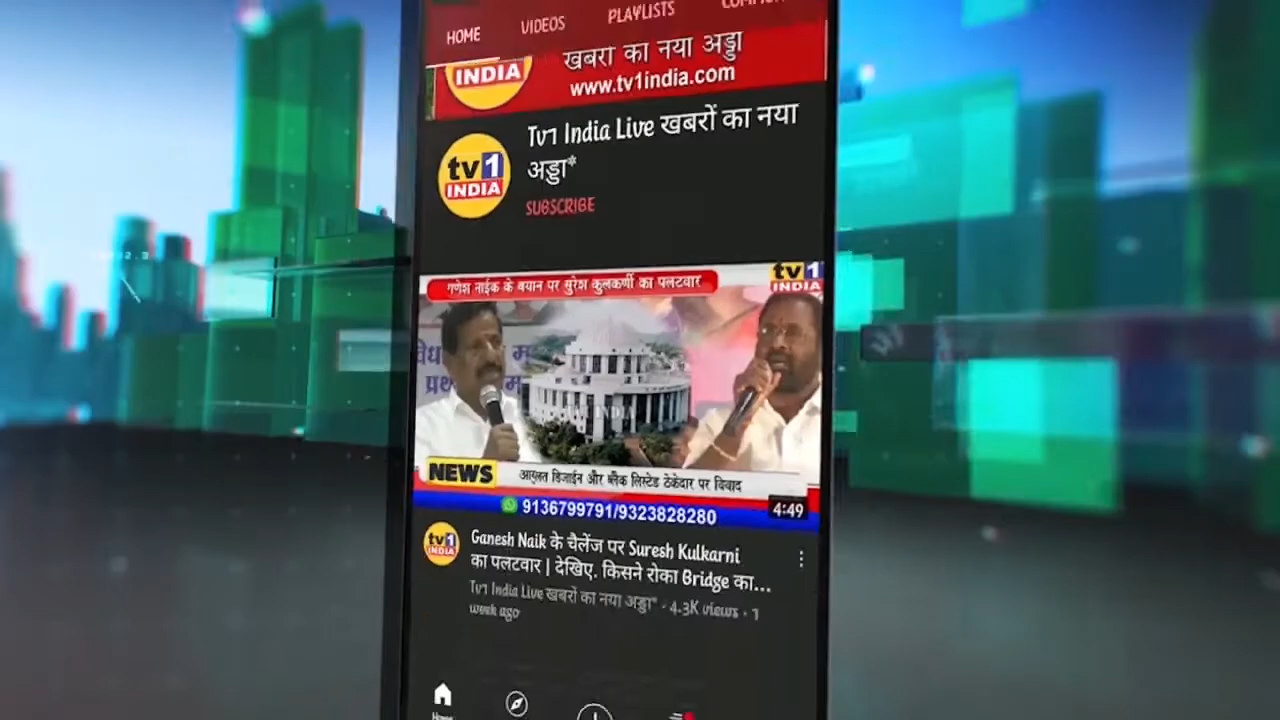 HOME VIDEOS PLAYLISTS
INDIA
खबरों का नया अड्डा
www.tv1india.com
tv1
INDIA
Tv1 India Live खबरों का नया
अड्डा*
SUBSCRIBE
गणेश नाईक के बयान पर सुरेश कुलकर्णी का पलटवार
tv1
INDIA
NEWS
डिजाईन और ब्लैक लिस्टेड ठेकेदार पर विवाद
9136799791/9323828280
4:49
tv1
INDIA
Ganesh Naik के चैलेंज पर Suresh Kulkarni
का पलटवार | देखिए. किसने रोका Bridge का...
Tv1 India Live खबरों का नया अड्डा* · 4.3K views · 1
week ago
Home